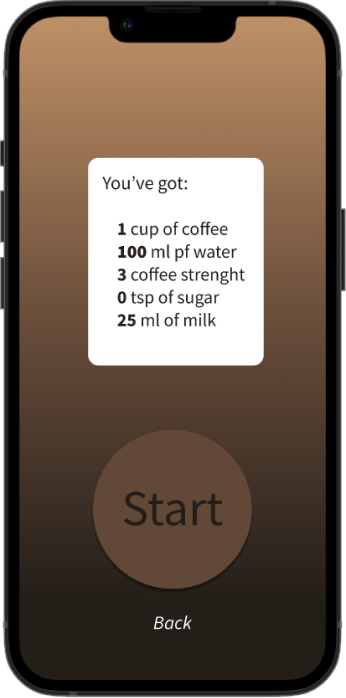 You’ve got:
1 cup of coffee
100 ml pf water
3 coffee strenght
0 tsp of sugar
25 ml of milk
Start
Back